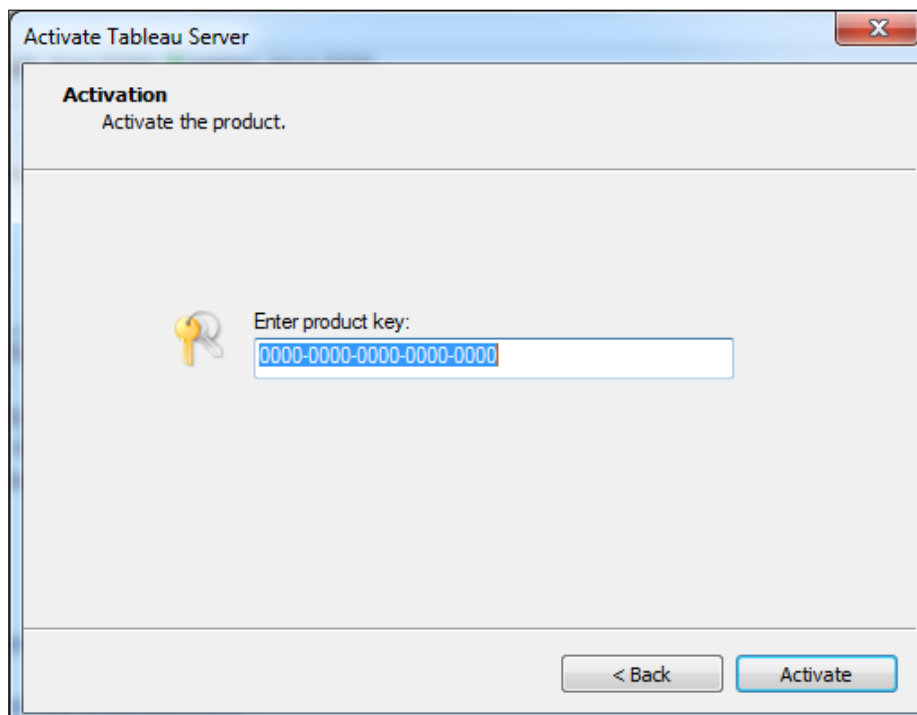 Activate Tableau Server
Activation
Activate the product.
Enter product key:
0000-0000-0000-0000-0000
< Back
Activate